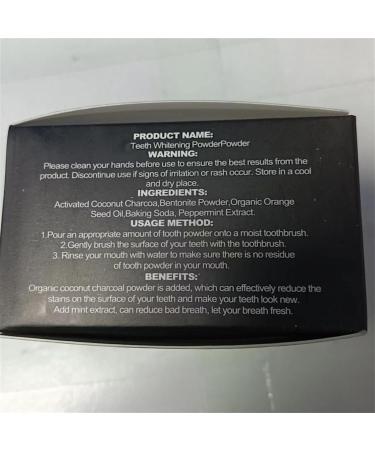 PRODUCT NAME:
Teeth Whitening PowderPowder
WARNING:
Please clean your hands before use to ensure the best results from the
product. Discontinue use if signs of irritation or rash occur. Store in a cool
and dry place.
INGREDIENTS:
Activated Coconut Charcoa,Bentonite Powder,Organic Orange
Seed Oil,Baking Soda, Peppermint Extract.
USAGE METHOD:
1.Pour an appropriate amount of tooth powder onto a moist toothbrush.
2.Gently brush the surface of your teeth with the toothbrush.
3. Rinse your mouth with water to make sure there is no residue
of tooth powder in your mouth.
BENEFITS:
Organic coconut charcoal powder is added, which can effectively reduce the
stains on the surface of your teeth and make your teeth look new.
Add mint extract, can reduce bad breath, let your breath fresh.